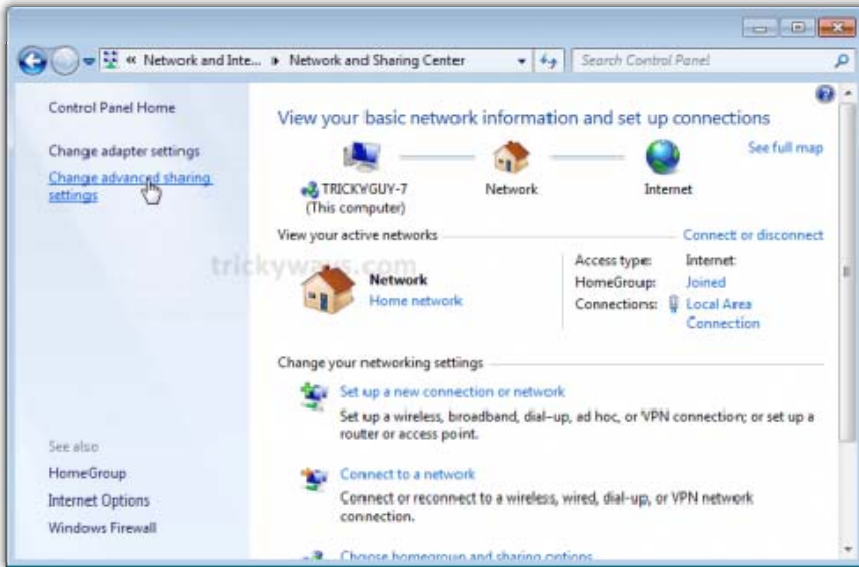 « Network and Inte... ▸ Network and Sharing Center
Search Control Panel
Control Panel Home
Change adapter settings
Change advanced sharing
settings
See also
HomeGroup
Internet Options
Windows Firewall
View your basic network information and set up connections
See full map
TRICKYGUY-7
(This computer)
Network
Internet
View your active networks
Connect or disconnect
trickyways.com
Network
Home network
Access type: Internet
HomeGroup: Joined
Connections: Local Area
Connection
Change your networking settings
Set up a new connection or network
Set up a wireless, broadband, dial-up, ad hoc, or VPN connection; or set up a
router or access point.
Connect to a network
Connect or reconnect to a wireless, wired, dial-up, or VPN network
connection.
Choose homegroup and sharing options